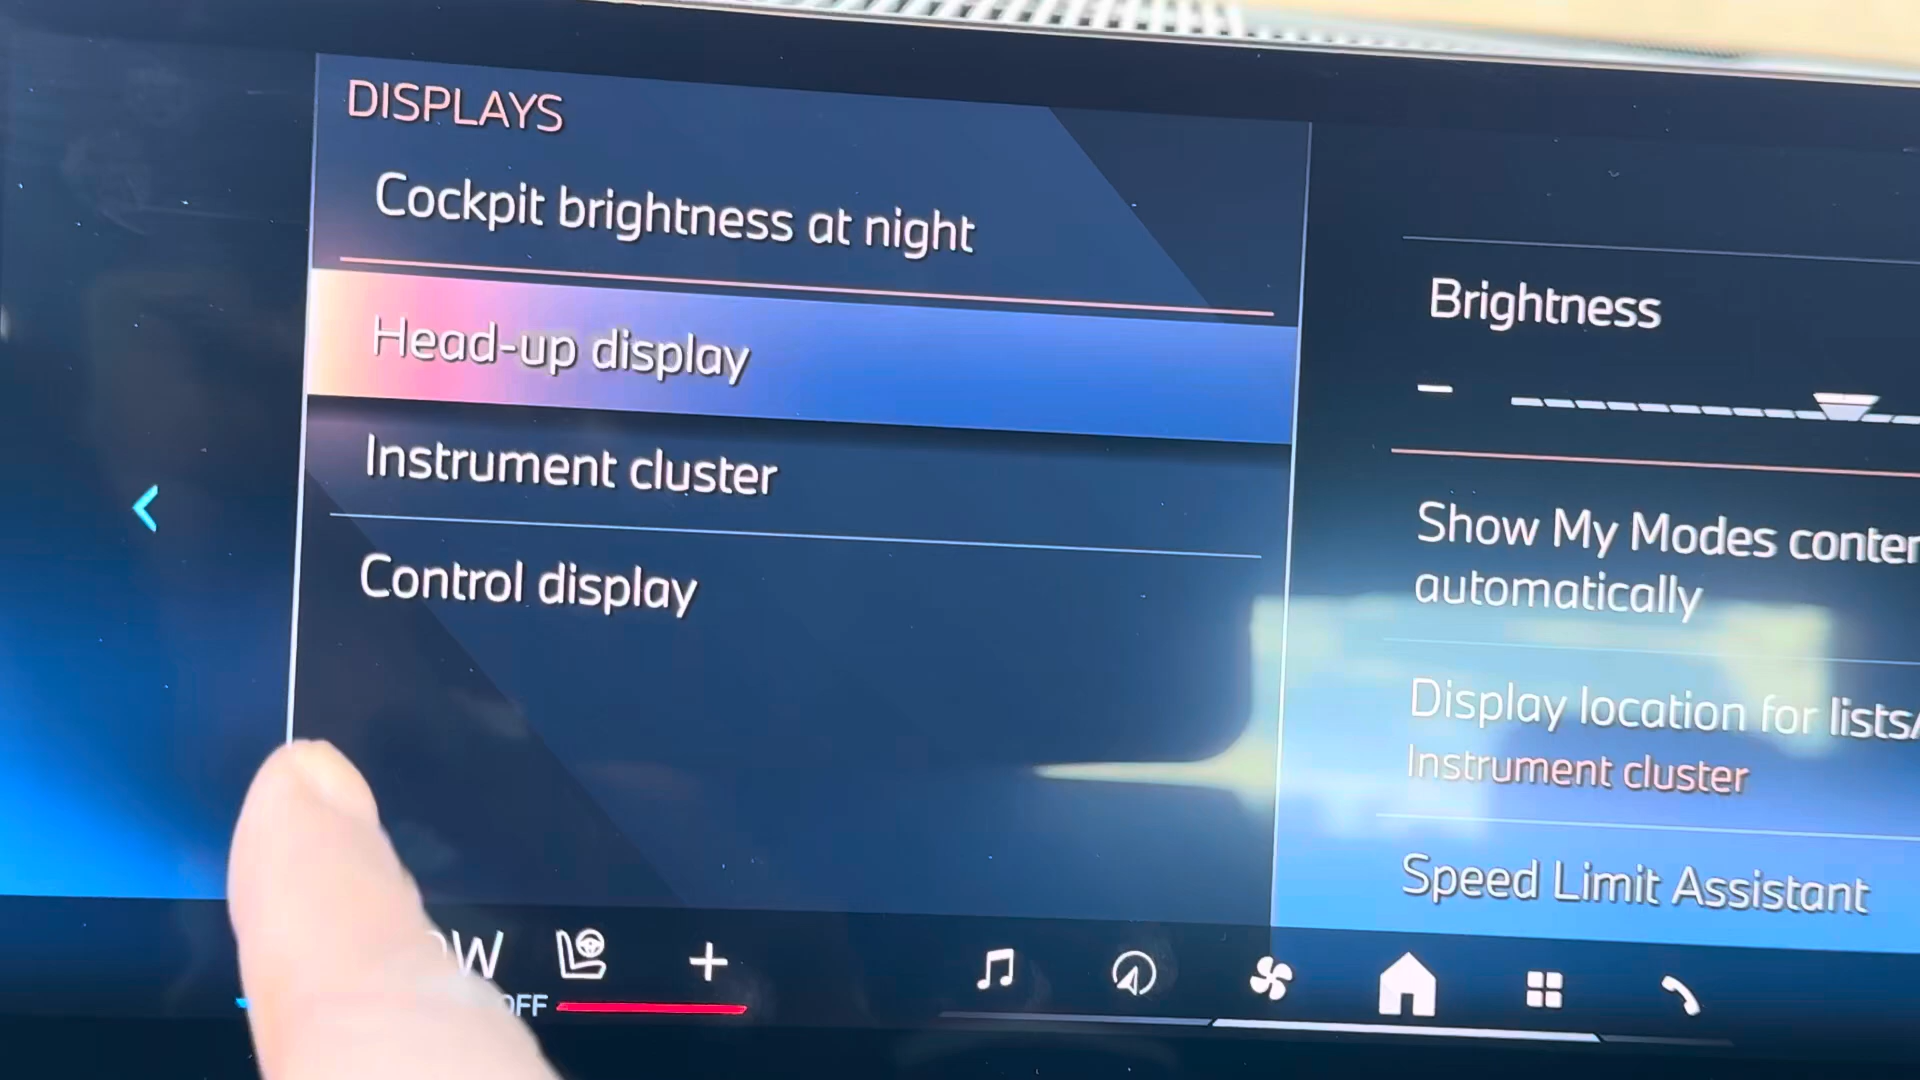 DISPLAYS
Cockpit brightness at night
Head-up display
Instrument cluster
Control display
Brightness
Show My Modes
automatically
Display location for lists/
Instrument cluster
Speed Limit Assistant
OFF